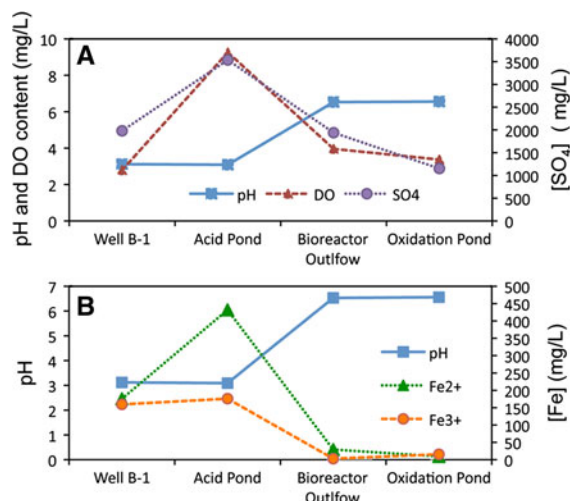 A
pH and DO content (mg/L)
10
8
6
4
2
0
4000
3500
3000
2500
2000
1500
1000
500
0
[SO4] ( mg/L)
pH DO SO4
Well B-1 Acid Pond Bioreactor Oxidation Pond
Outlfow
B
pH
7
6
5
4
3
2
1
0
500
450
400
350
300
250
200
150
100
50
0
[Fe] (mg/L)
pH
Fe2+
Fe3+
Well B-1 Acid Pond Bioreactor Oxidation Pond
Outlfow